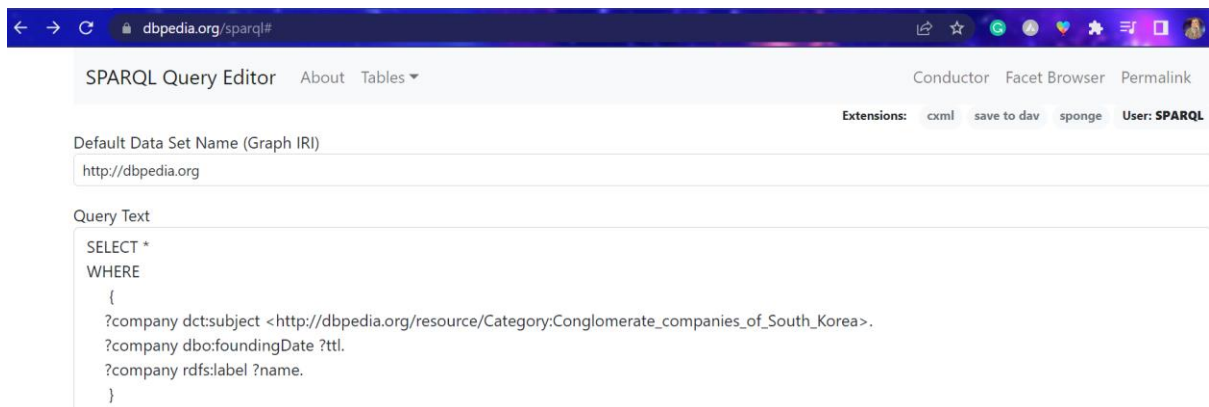 dbpedia.org/sparql#
SPARQL Query Editor About Tables Conductor Facet Browser Permalink
Extensions: cxml save to dav sponge User: SPARQL
Default Data Set Name (Graph IRI)
http://dbpedia.org
Query Text
SELECT *
WHERE
{
?company dct:subject <http://dbpedia.org/resource/Category:Conglomerate_companies_of_South_Korea>.
?company dbo:foundingDate ?ttl.
?company rdfs:label ?name.
}